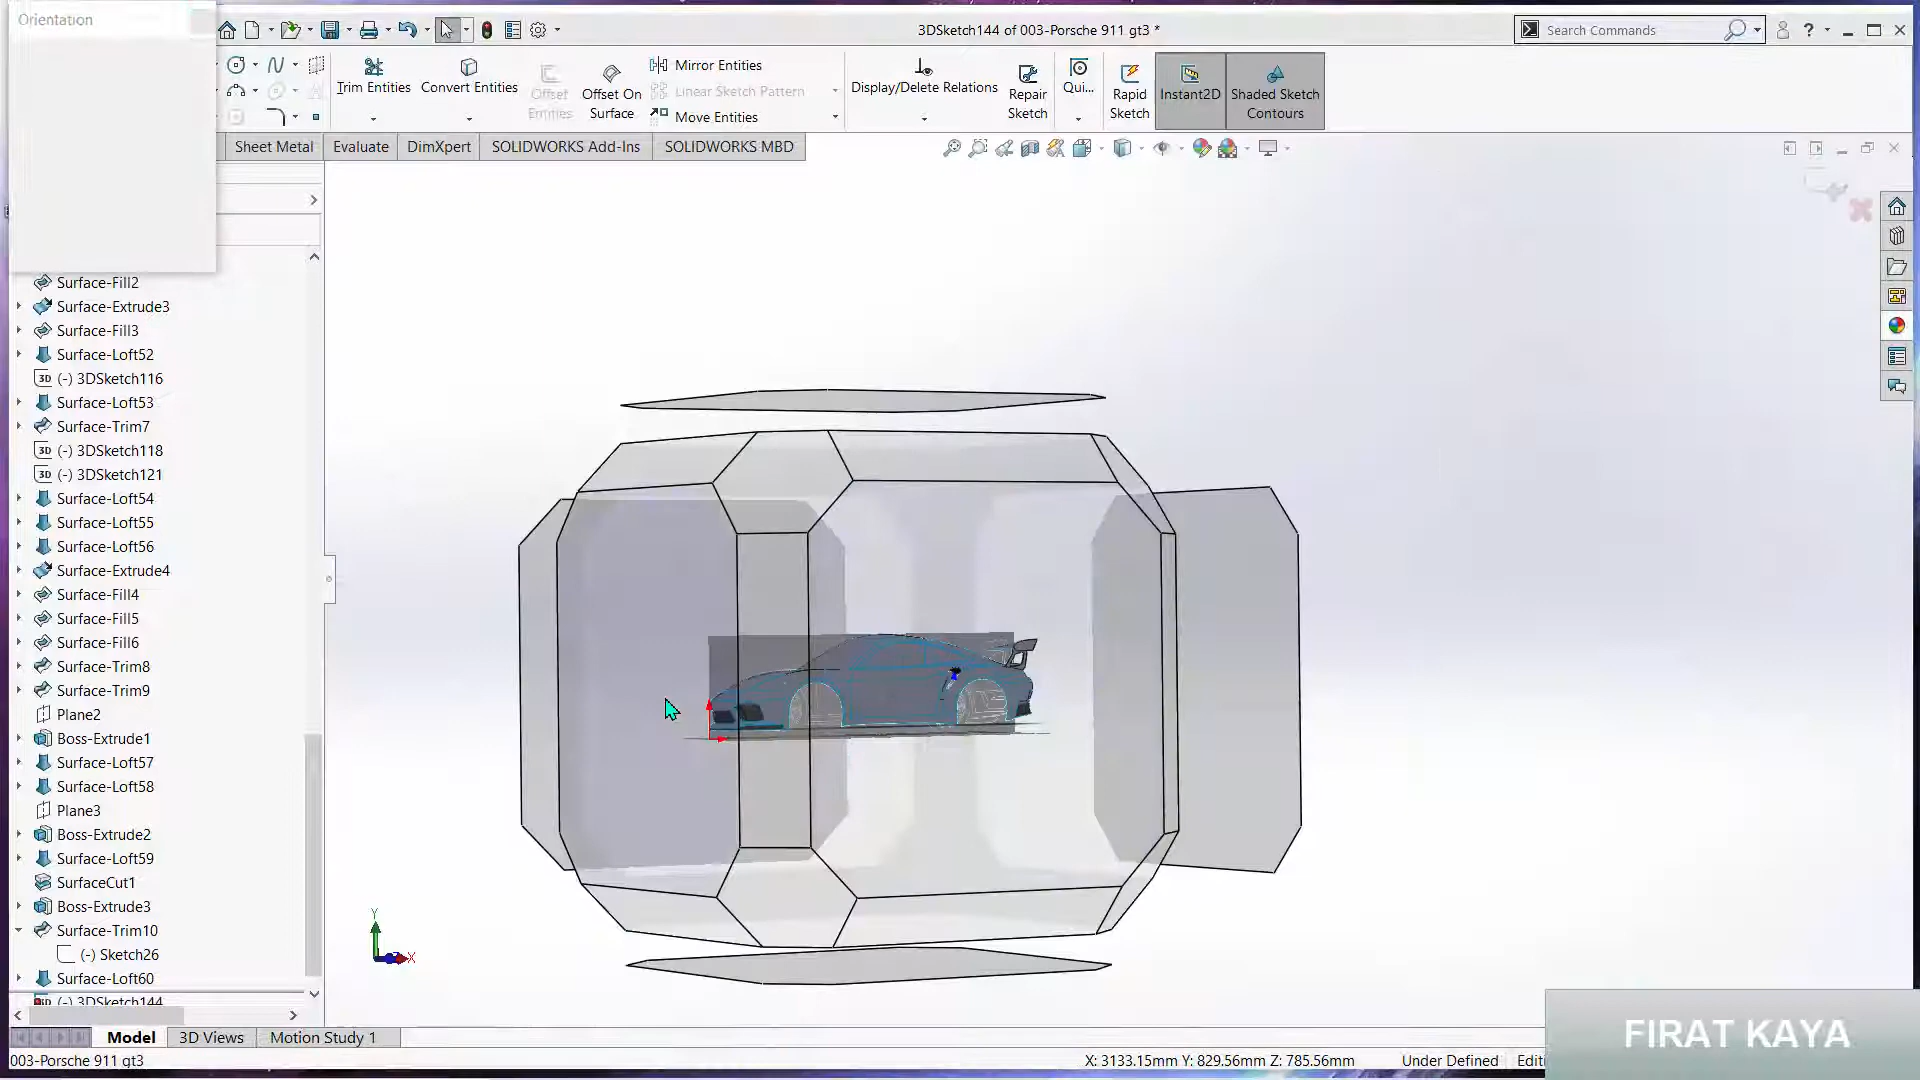 Orientation
3DSketch144 of 003-Porsche 911 gt3 *
Search Commands
Trim Entities
Convert Entities
Offset Entities
Offset On Surface
Mirror Entities
Linear Sketch Pattern
Move Entities
Display/Delete Relations
Repair Sketch
Qui...
Rapid Sketch
Instant2D
Shaded Sketch Contours
Sheet Metal
Evaluate
DimXpert
SOLIDWORKS Add-Ins
SOLIDWORKS MBD
Surface-Fill2
Surface-Extrude3
Surface-Fill3
Surface-Loft52
3D (-) 3DSketch116
Surface-Loft53
Surface-Trim7
3D (-) 3DSketch118
3D (-) 3DSketch121
Surface-Loft54
Surface-Loft55
Surface-Loft56
Surface-Extrude4
Surface-Fill4
Surface-Fill5
Surface-Fill6
Surface-Trim8
Surface-Trim9
Plane2
Boss-Extrude1
Surface-Loft57
Surface-Loft58
Plane3
Boss-Extrude2
Surface-Loft59
SurfaceCut1
Boss-Extrude3
Surface-Trim10
(-) Sketch26
Surface-Loft60
(-) 3DSketch144
Y
X
Model
3D Views
Motion Study 1
003-Porsche 911 gt3
X: 3133.15mm Y: 829.56mm Z: 785.56mm
Under Defined
Editi
FIRAT KAYA